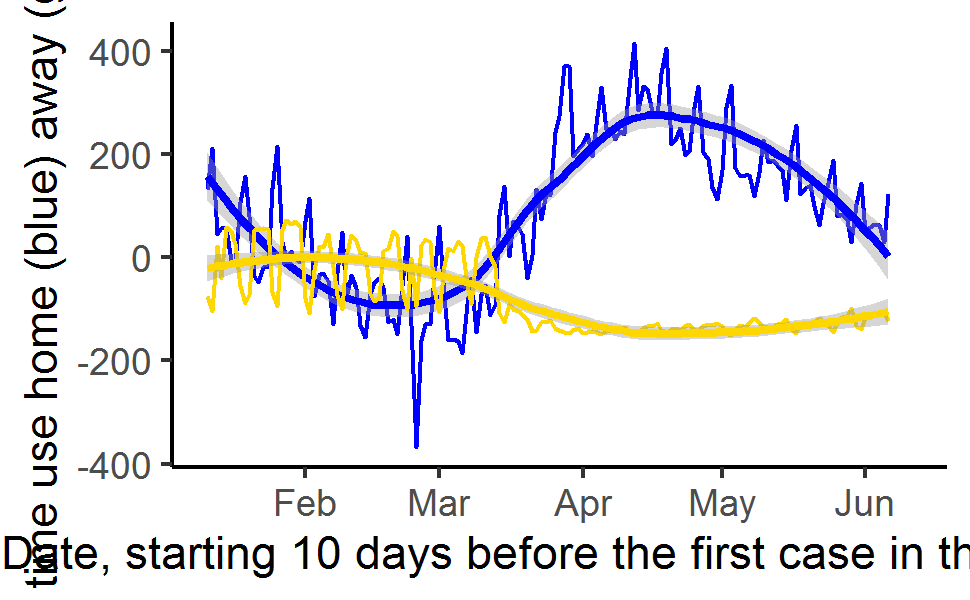 time use home (blue) away (
400
200
0
-200
-400
Feb Mar Apr May Jun
Date, starting 10 days before the first case in th